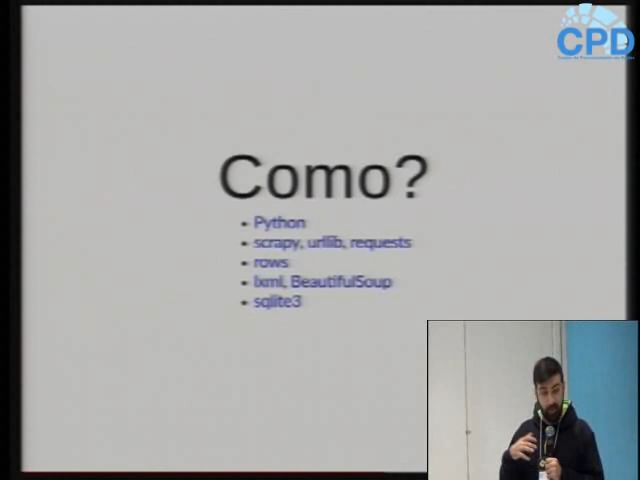 CPD
Como?
Python
scrapy, urllib, requests
rows
lxml, BeautifulSoup
sqlite3